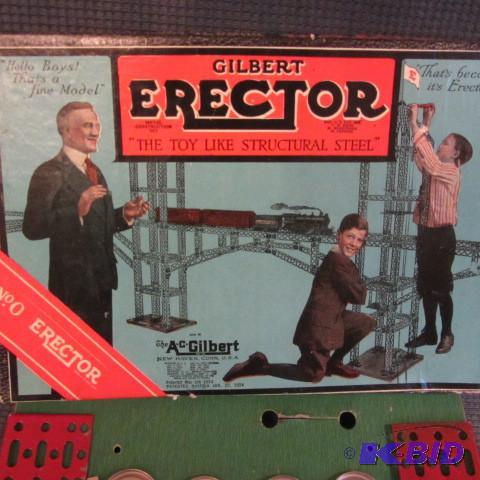 "Hello Boys!
That's a
fine Model"
GILBERT
ERECTOR
"THE TOY LIKE STRUCTURAL STEEL"
"That's beca
it's Erect
No. 0 ERECTOR
The A·C·Gilbert
NEW HAVEN, CONN., U.S.A.
© K-BID